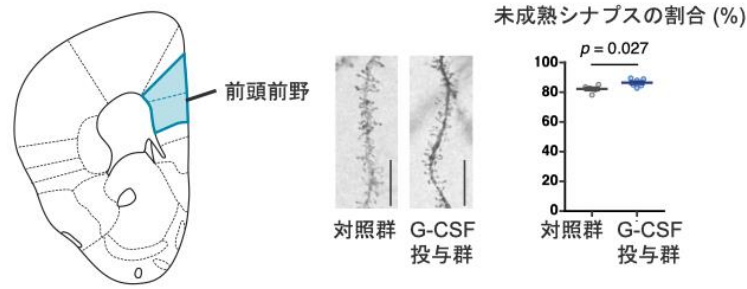 未成熟シナプスの割合 (%)
p = 0.027
前頭前野
100
80
60
40
20
0
対照群
G-CSF
投与群
対照群
G-CSF
投与群